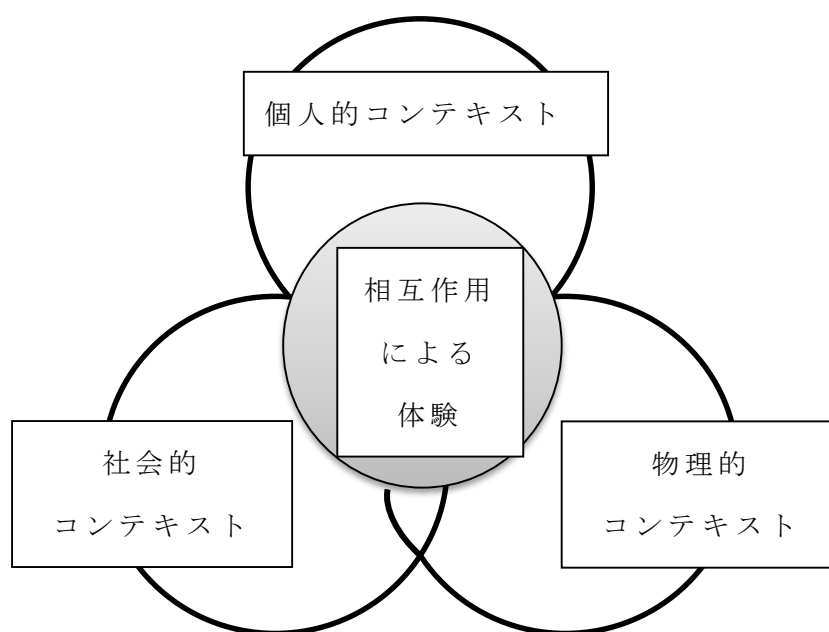 個人的コンテキスト
相互作用
による
体験
社会的
コンテキスト
物理的
コンテキスト